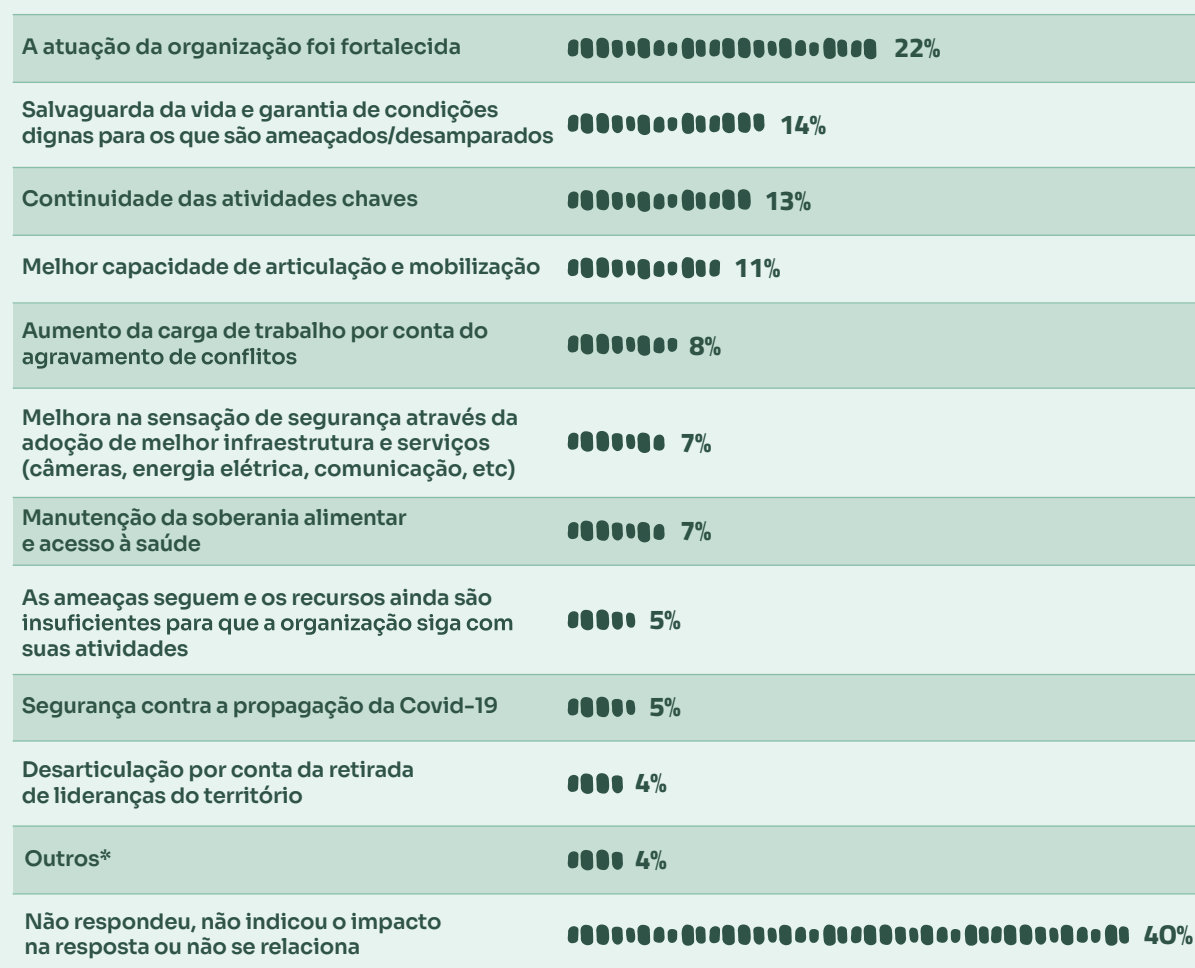 A atuação da organização foi fortalecida 22%
Salvaguarda da vida e garantia de condições
dignas para os que são ameaçados/desamparados 14%
Continuidade das atividades chaves 13%
Melhor capacidade de articulação e mobilização 11%
Aumento da carga de trabalho por conta do
agravamento de conflitos 8%
Melhora na sensação de segurança através da
adoção de melhor infraestrutura e serviços 7%
(câmeras, energia elétrica, comunicação, etc)
Manutenção da soberania alimentar
e acesso à saúde 7%
As ameaças seguem e os recursos ainda são
insuficientes para que a organização siga com 5%
suas atividades
Segurança contra a propagação da Covid-19 5%
Desarticulação por conta da retirada
de lideranças do território 4%
Outros* 4%
Não respondeu, não indicou o impacto
na resposta ou não se relaciona 40%